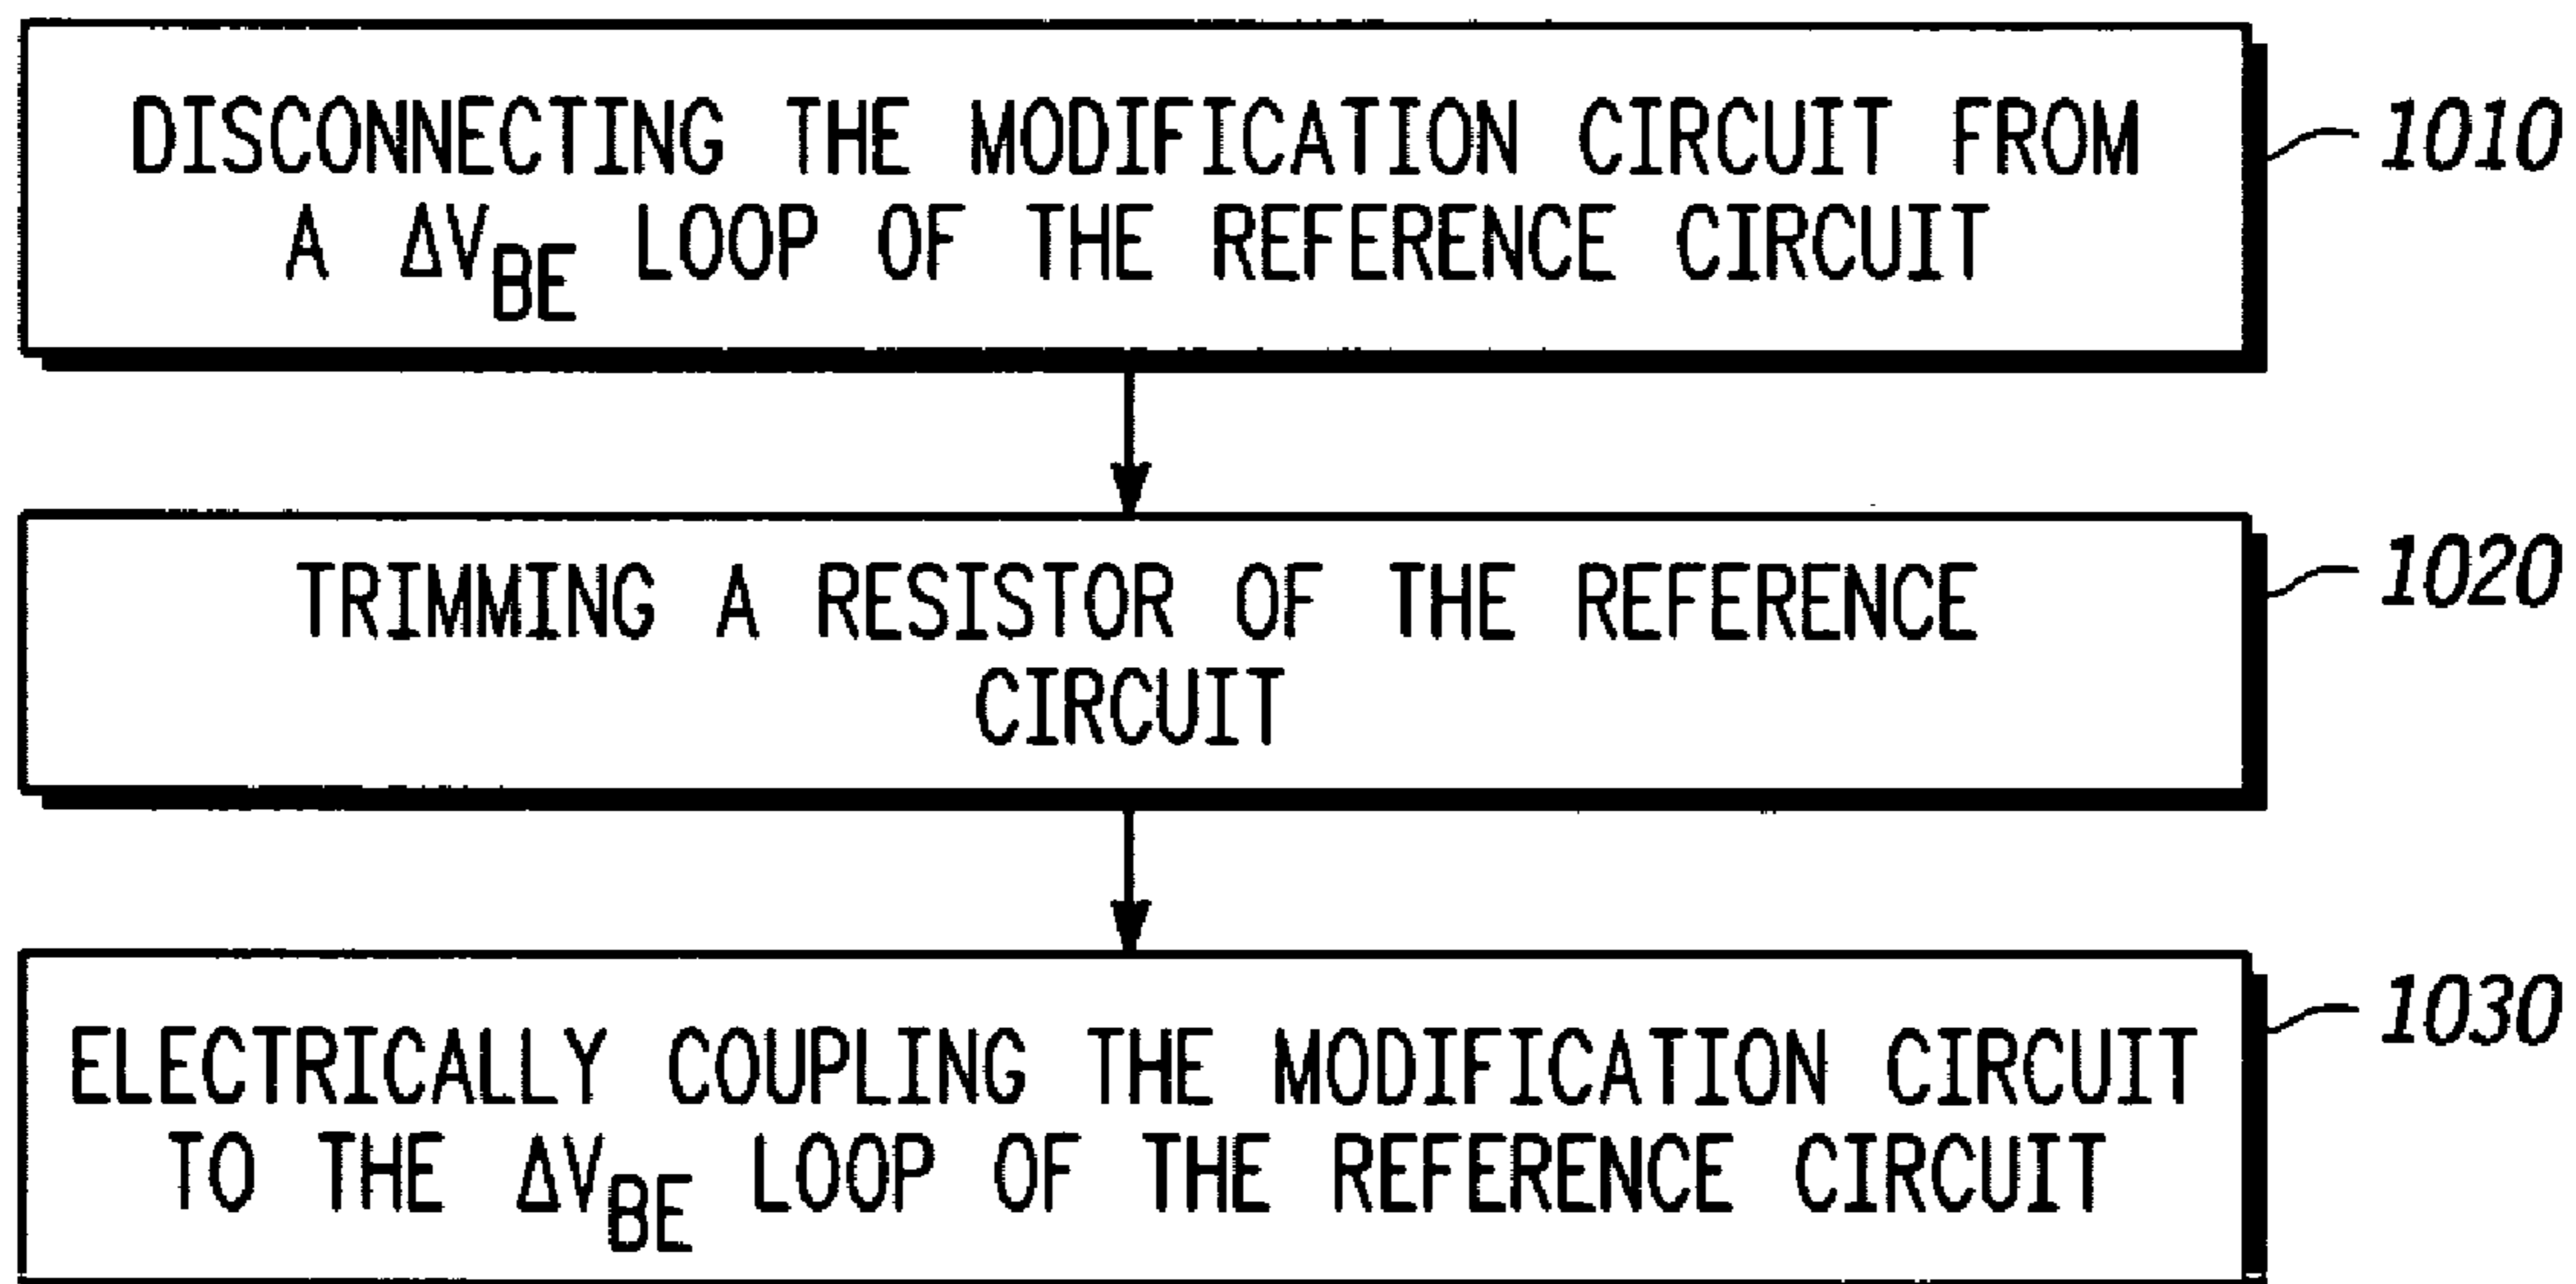 DISCONNECTING THE MODIFICATION CIRCUIT FROM
A ΔVBE LOOP OF THE REFERENCE CIRCUIT
1010
TRIMMING A RESISTOR OF THE REFERENCE
CIRCUIT
1020
ELECTRICALLY COUPLING THE MODIFICATION CIRCUIT
TO THE ΔVBE LOOP OF THE REFERENCE CIRCUIT
1030